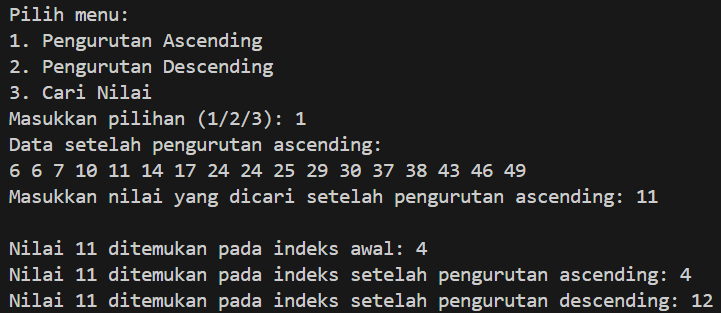 Pilih menu:
1. Pengurutan Ascending
2. Pengurutan Descending
3. Cari Nilai
Masukkan pilihan (1/2/3): 1
Data setelah pengurutan ascending:
6 6 7 10 11 14 17 24 24 25 29 30 37 38 43 46 49
Masukkan nilai yang dicari setelah pengurutan ascending: 11
Nilai 11 ditemukan pada indeks awal: 4
Nilai 11 ditemukan pada indeks setelah pengurutan ascending: 4
Nilai 11 ditemukan pada indeks setelah pengurutan descending: 12